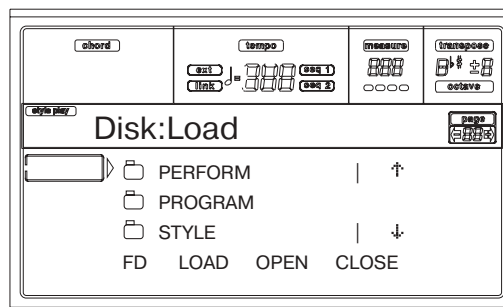 chord tempo measure transpose
ext seq 1
link seq 2
octave
style play page
Disk:Load
PERFORM
PROGRAM
STYLE
FD LOAD OPEN CLOSE